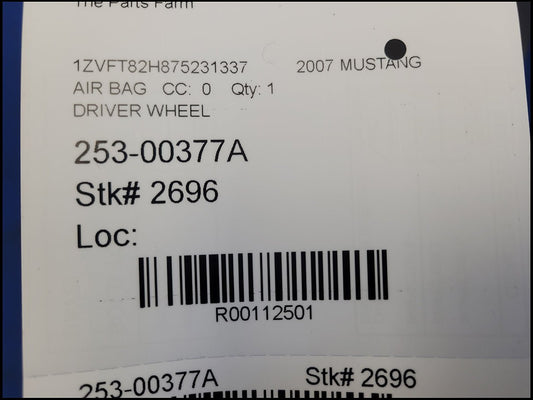 The Parts Farm
1ZVFT82H875231337 2007 MUSTANG
AIR BAG CC: 0 Qty: 1
DRIVER WHEEL
253-00377A
Stk# 2696
Loc:
R00112501
253-00377A Stk# 2696